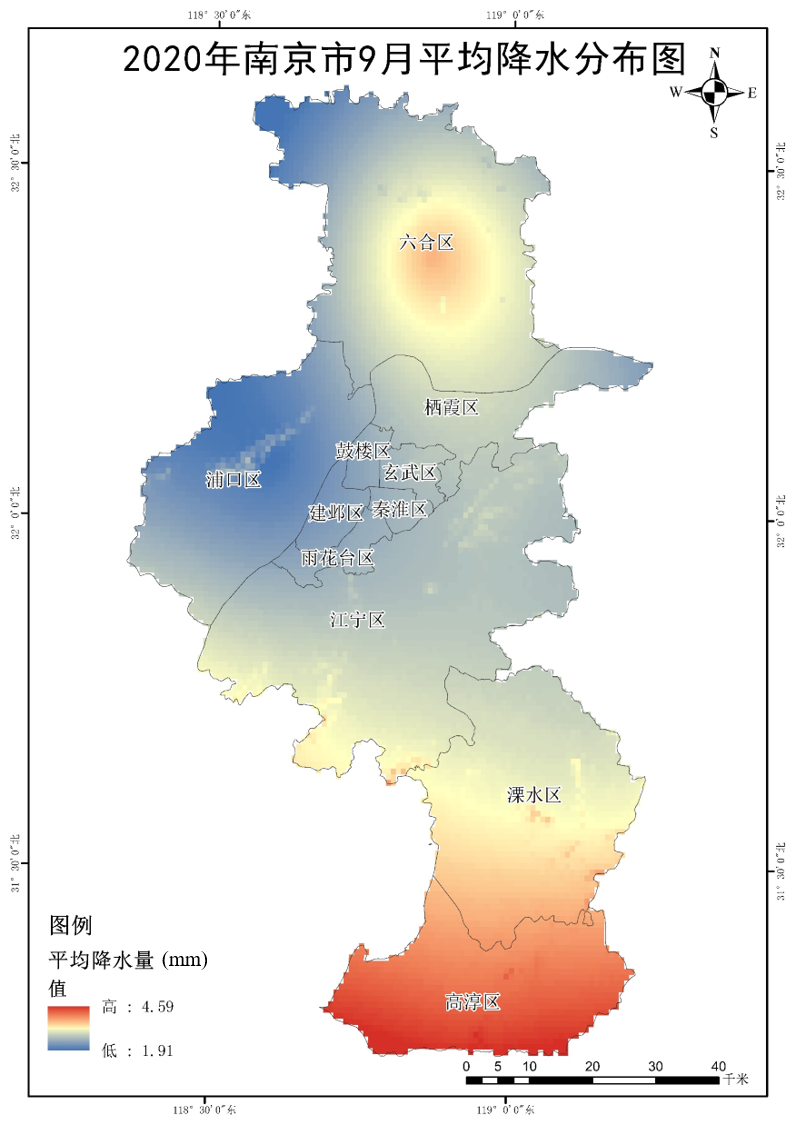 118° 30′0″东
119° 0′0″东
2020年南京市9月平均降水分布图
N
W
E
S
32° 30′0″北
32° 30′0″北
六合区
栖霞区
鼓楼区
玄武区
浦口区
建邺区
秦淮区
32° 0′0″北
32° 0′0″北
雨花台区
江宁区
溧水区
31° 30′0″北
31° 30′0″北
图例
平均降水量 (mm)
值
高 : 4.59
低 : 1.91
高淳区
0 5 10 20 30 40
千米
118° 30′0″东
119° 0′0″东